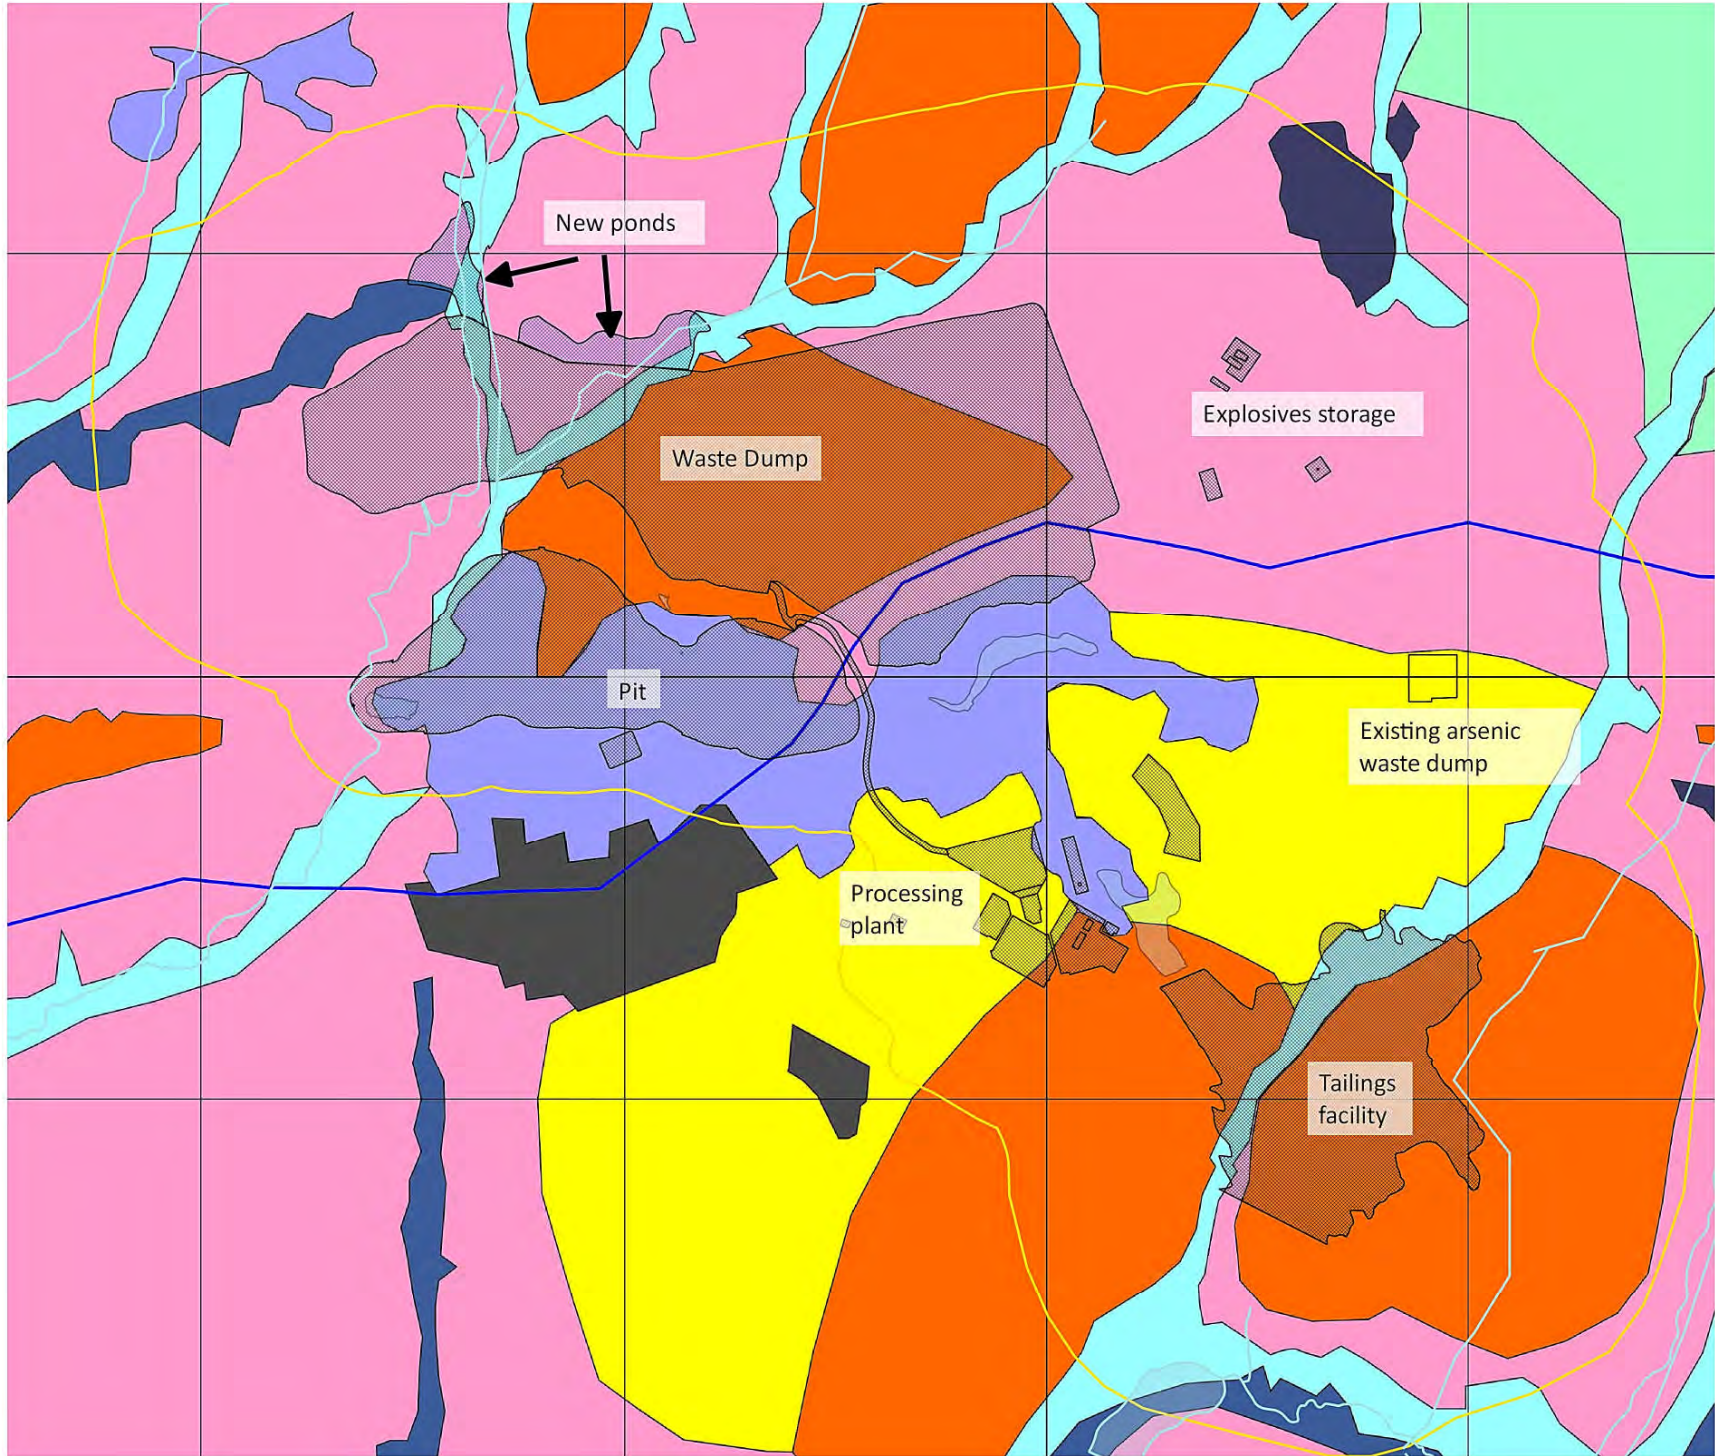 New ponds
Explosives storage
Waste Dump
Pit
Existing arsenic
waste dump
Processing
plant
Tailings
facility